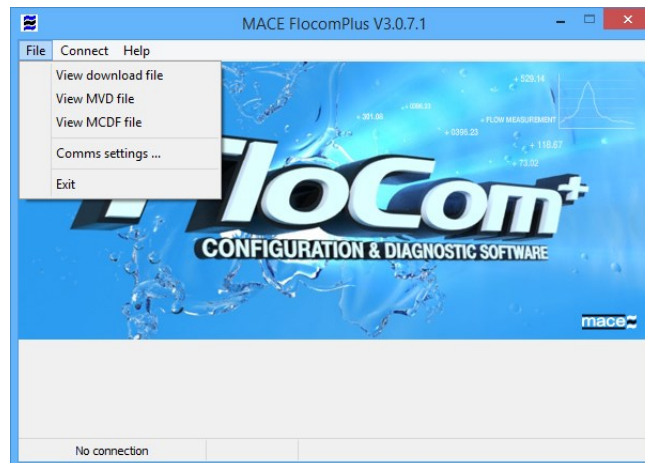 MACE FlocomPlus V3.0.7.1
File Connect Help
View download file
View MVD file
View MCDF file
Comms settings ...
Exit
+ 529.14
+ 301.08
+ 0396.23
+ FLOW MEASUREMENT
+ 0395.23
+ 118.67
+ 73.02
FloCom+
CONFIGURATION & DIAGNOSTIC SOFTWARE
mace
No connection